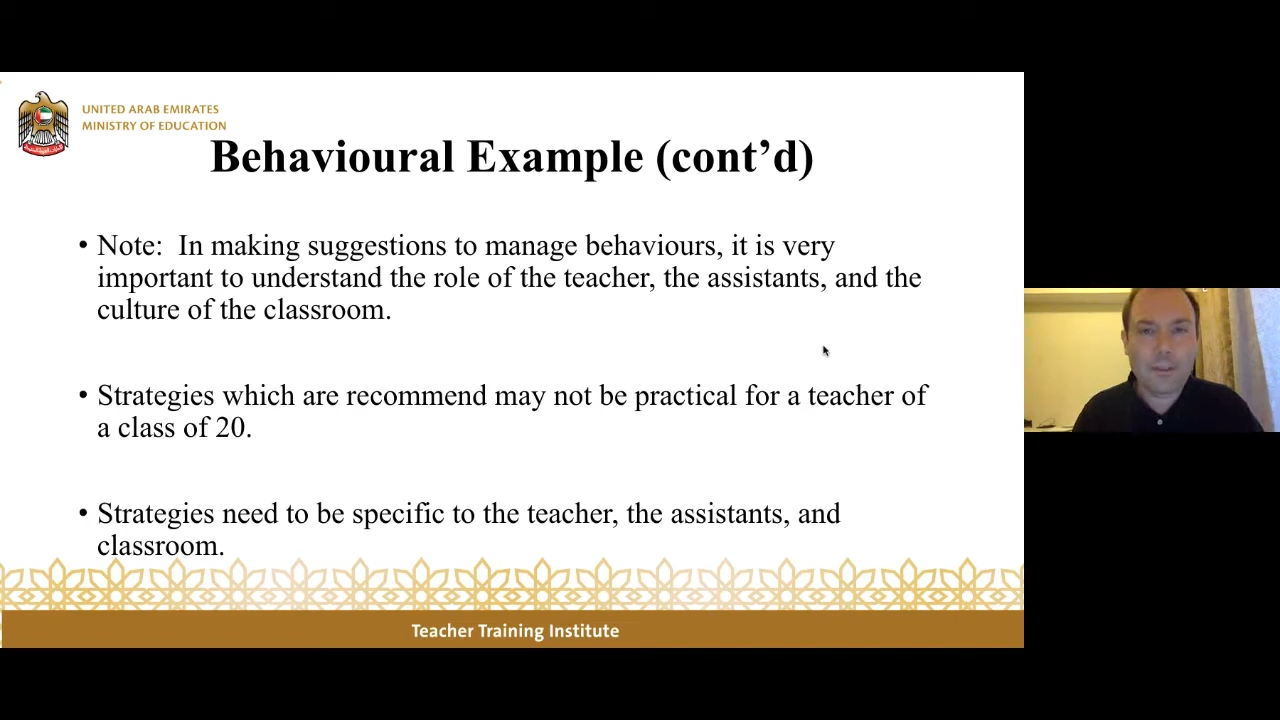 UNITED ARAB EMIRATES
MINISTRY OF EDUCATION
Behavioural Example (cont’d)
• Note:  In making suggestions to manage behaviours, it is very
important to understand the role of the teacher, the assistants, and the
culture of the classroom.
• Strategies which are recommend may not be practical for a teacher of
a class of 20.
• Strategies need to be specific to the teacher, the assistants, and
classroom.
Teacher Training Institute